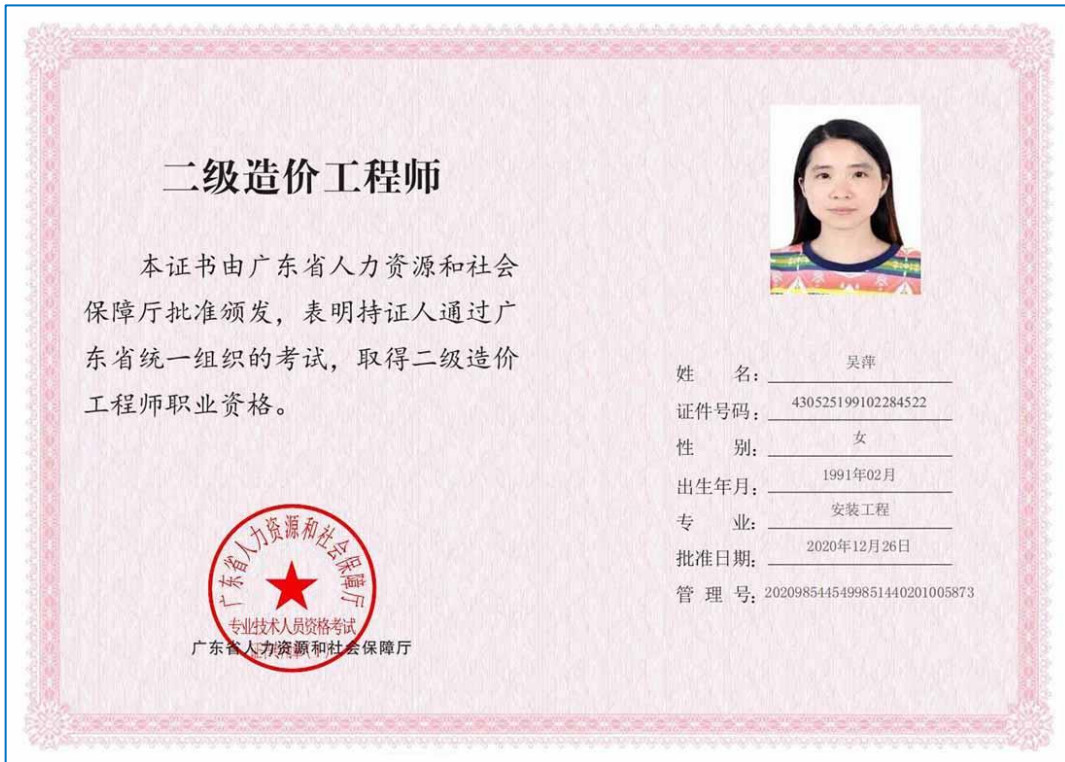 二级造价工程师
本证书由广东省人力资源和社会
保障厅批准颁发，表明持证人通过广
东省统一组织的考试，取得二级造价
工程师职业资格。
广东省人力资源和社会保障厅
专业技术人员资格考试
广东省人力资源和社会保障厅
姓 名：吴萍
证件号码：430525199102284522
性 别：女
出生年月：1991年02月
专 业：安装工程
批准日期：2020年12月26日
管 理 号：20209854454999851440201005873